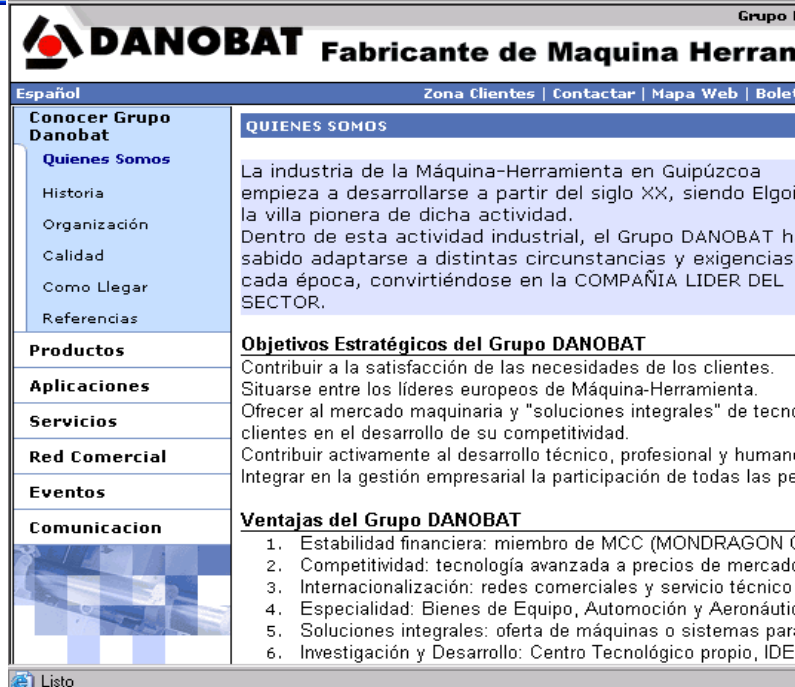 Grupo
DANOBAT Fabricante de Maquina Herran
Español
Zona Clientes | Contactar | Mapa Web | Bolet
Conocer Grupo
Danobat
Quienes Somos
Historia
Organización
Calidad
Como Llegar
Referencias
Productos
Aplicaciones
Servicios
Red Comercial
Eventos
Comunicacion
QUIENES SOMOS
La industria de la Máquina-Herramienta en Guipúzcoa
empieza a desarrollarse a partir del siglo XX, siendo Elgoi
la villa pionera de dicha actividad.
Dentro de esta actividad industrial, el Grupo DANOBAT h
sabido adaptarse a distintas circunstancias y exigencias
cada época, convirtiéndose en la COMPAÑIA LIDER DEL
SECTOR.
Objetivos Estratégicos del Grupo DANOBAT
Contribuir a la satisfacción de las necesidades de los clientes.
Situarse entre los líderes europeos de Máquina-Herramienta.
Ofrecer al mercado maquinaria y "soluciones integrales" de tecno
clientes en el desarrollo de su competitividad.
Contribuir activamente al desarrollo técnico, profesional y humano
Integrar en la gestión empresarial la participación de todas las pe
Ventajas del Grupo DANOBAT
1. Estabilidad financiera: miembro de MCC (MONDRAGON C
2. Competitividad: tecnología avanzada a precios de mercado
3. Internacionalización: redes comerciales y servicio técnico
4. Especialidad: Bienes de Equipo, Automoción y Aeronáutic
5. Soluciones integrales: oferta de máquinas o sistemas para
6. Investigación y Desarrollo: Centro Tecnológico propio, IDE
Listo